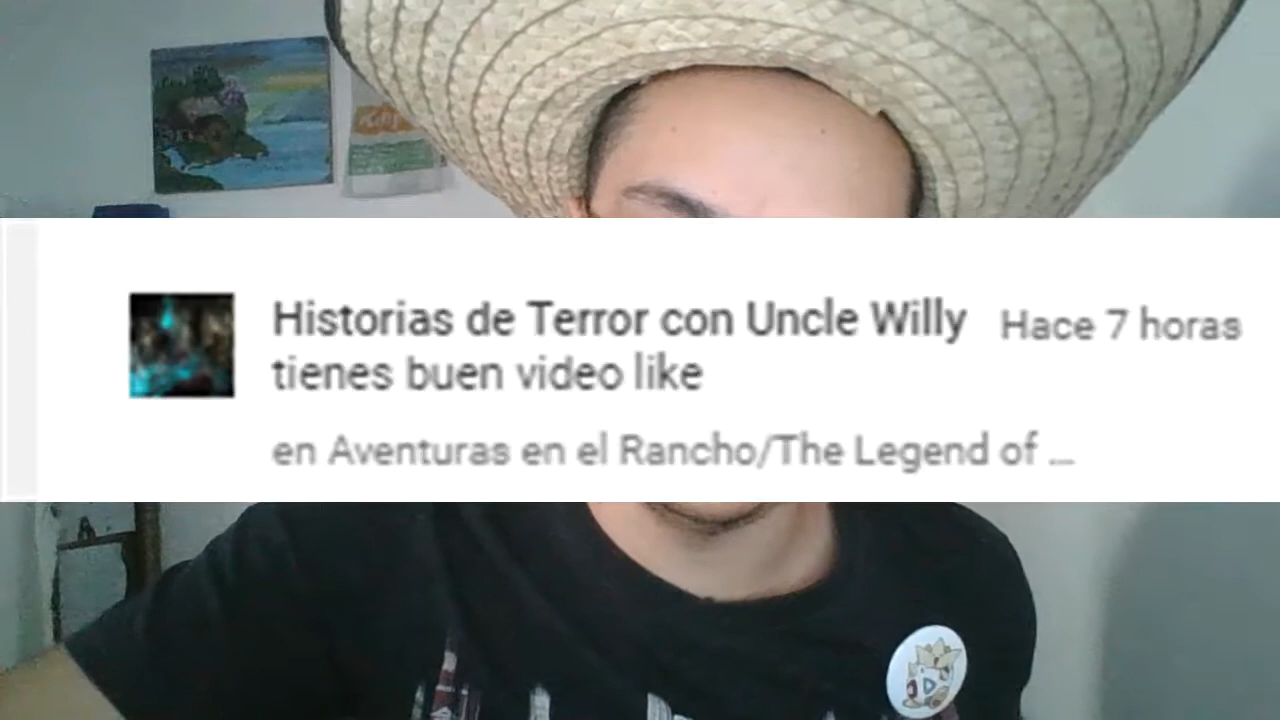 Historias de Terror con Uncle Willy Hace 7 horas
tienes buen video like
en Aventuras en el Rancho/The Legend of ...